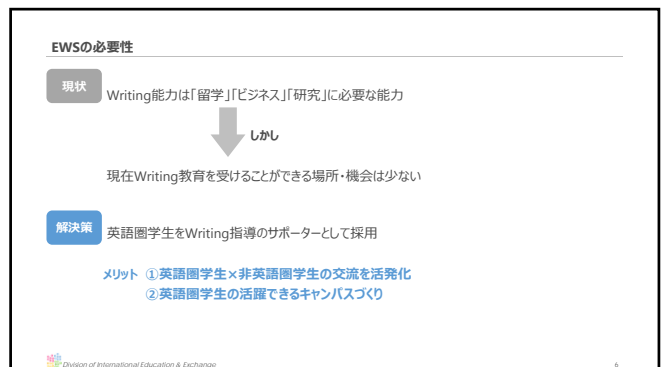 EWSの必要性
現状
Writing能力は「留学」「ビジネス」「研究」に必要な能力
しかし
現在Writing教育を受けることができる場所・機会は少ない
解決策
英語圏学生をWriting指導のサポーターとして採用
メリット ①英語圏学生×非英語圏学生の交流を活発化
②英語圏学生の活躍できるキャンパスづくり
Division of International Education & Exchange
6